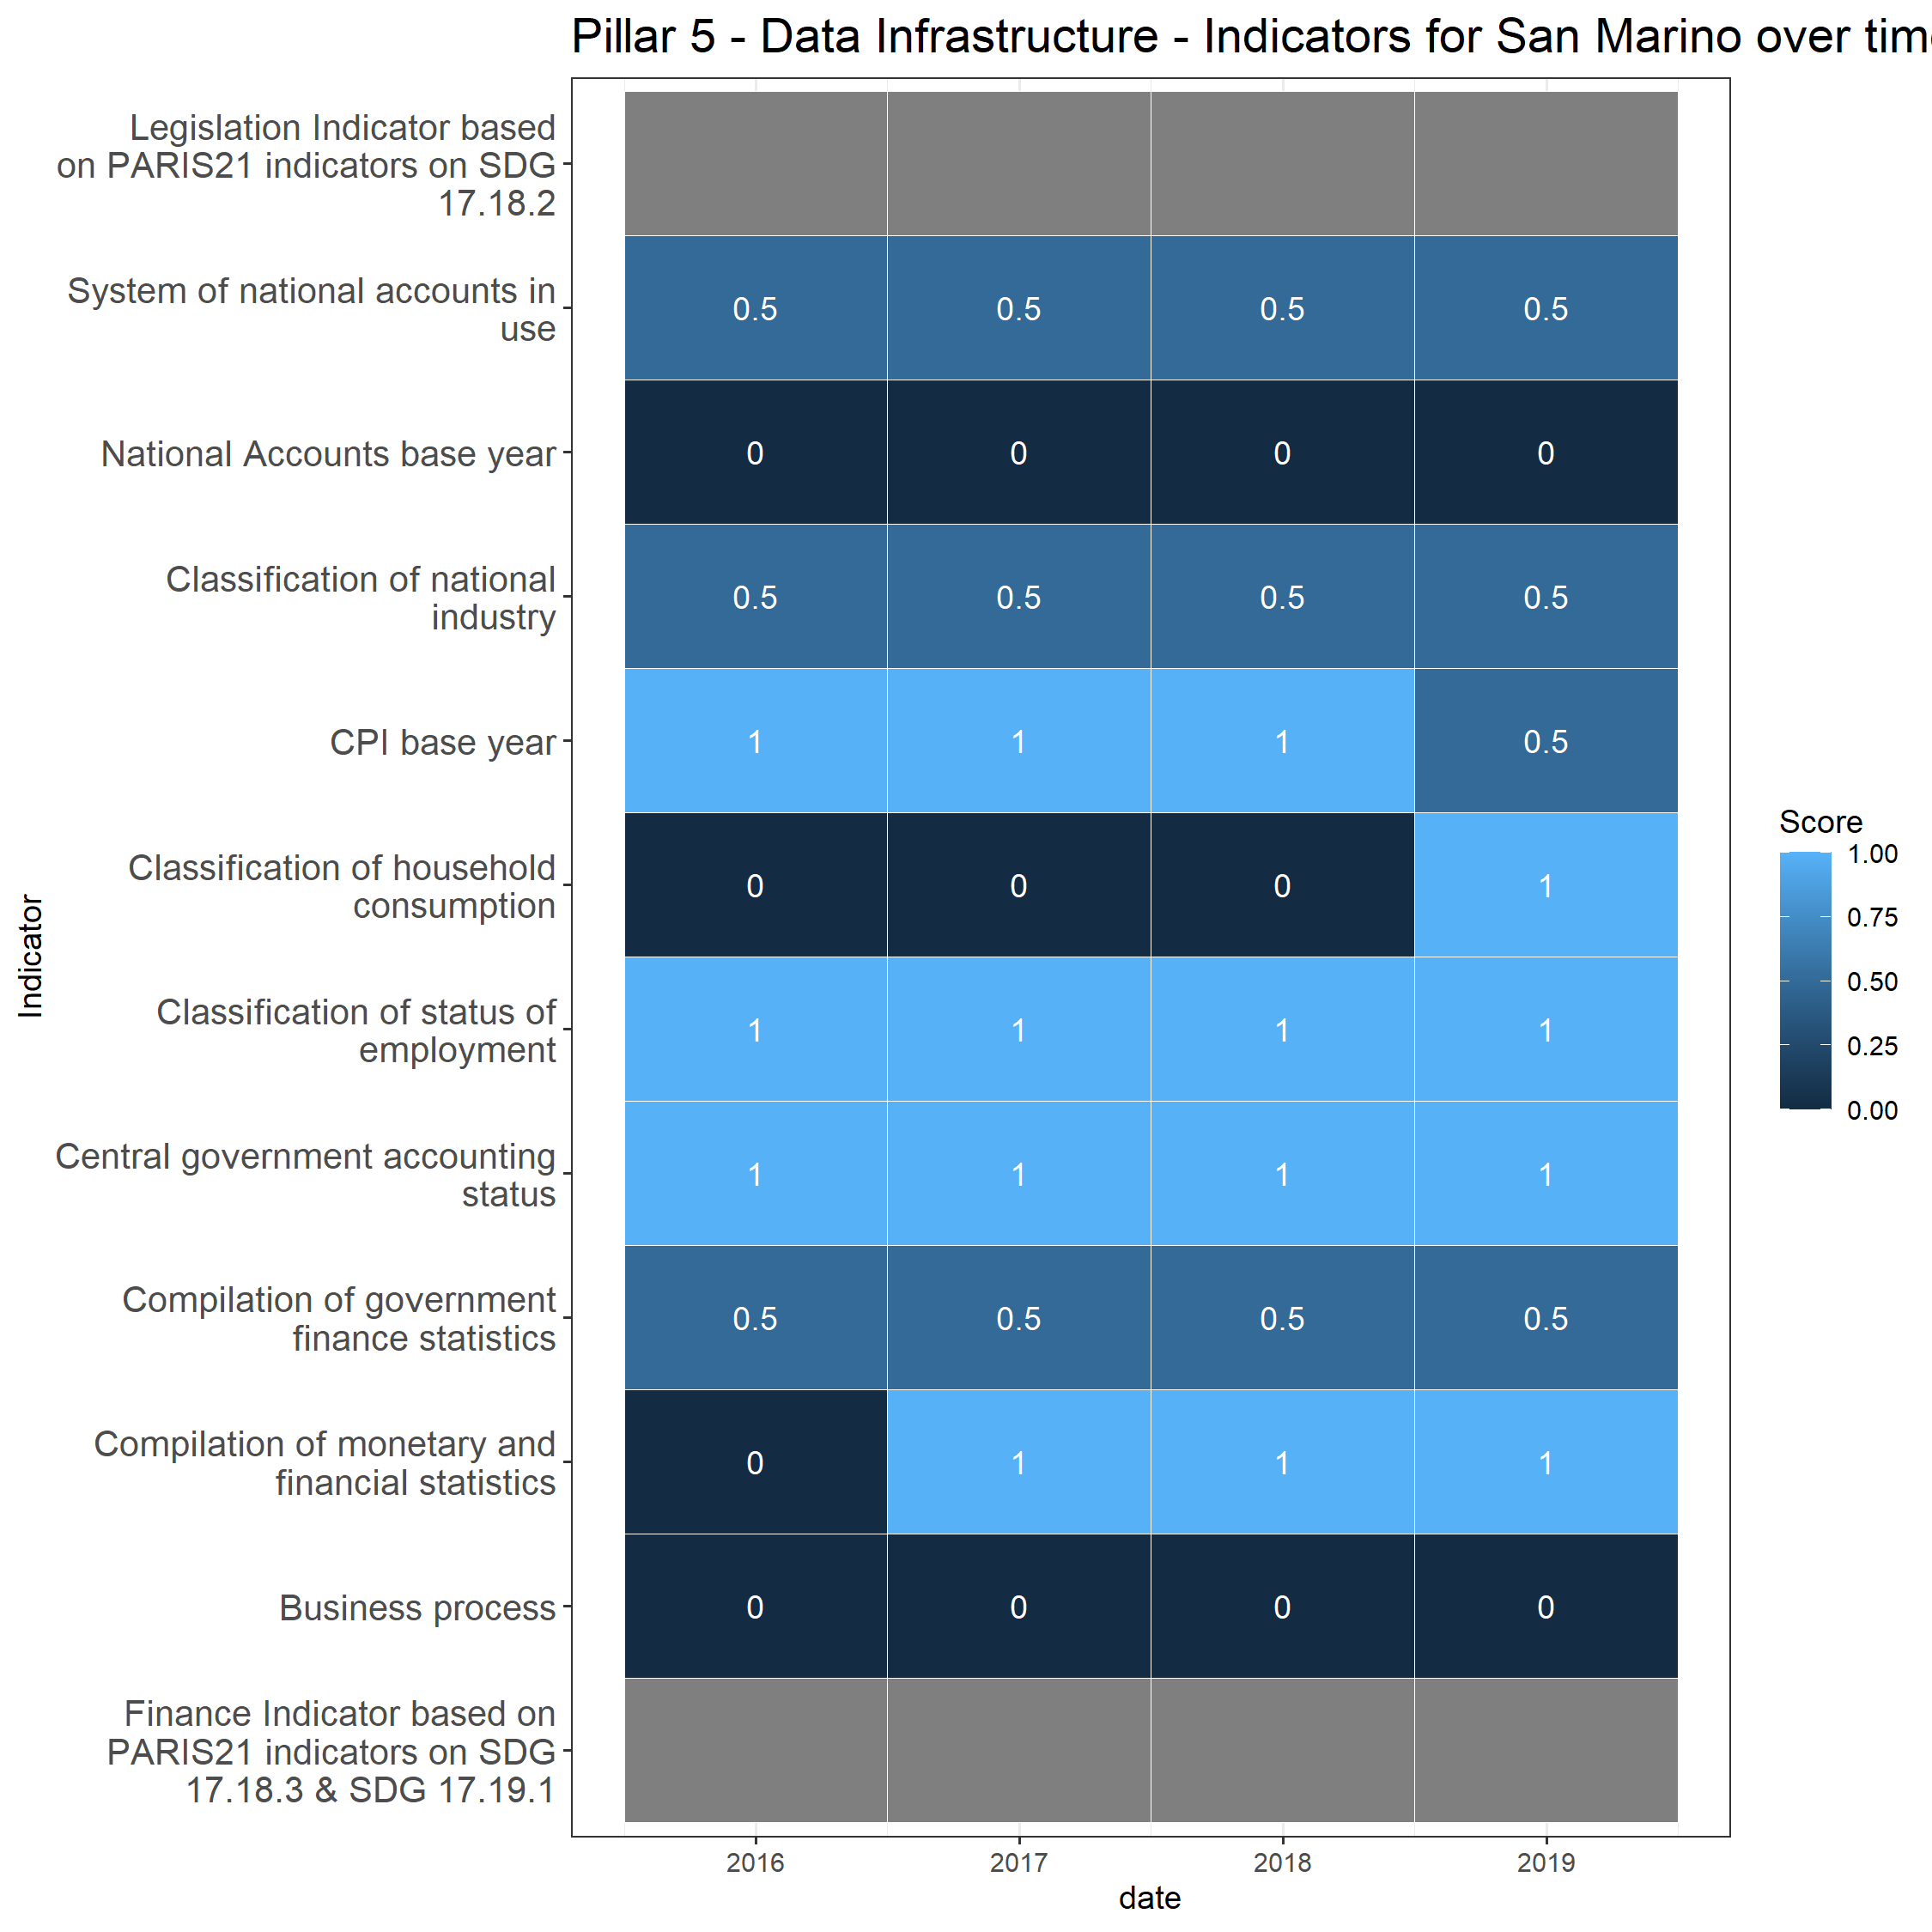 Pillar 5 - Data Infrastructure - Indicators for San Marino over time
Legislation Indicator based
on PARIS21 indicators on SDG
17.18.2
System of national accounts in
use
0.5 0.5 0.5 0.5
National Accounts base year
0 0 0 0
Classification of national
industry
0.5 0.5 0.5 0.5
CPI base year
1 1 1 0.5
Classification of household
consumption
0 0 0 1
Classification of status of
employment
1 1 1 1
Central government accounting
status
1 1 1 1
Compilation of government
finance statistics
0.5 0.5 0.5 0.5
Compilation of monetary and
financial statistics
0 1 1 1
Business process
0 0 0 0
Finance Indicator based on
PARIS21 indicators on SDG
17.18.3 & SDG 17.19.1
2016 2017 2018 2019
date
Indicator
Score
1.00
0.75
0.50
0.25
0.00